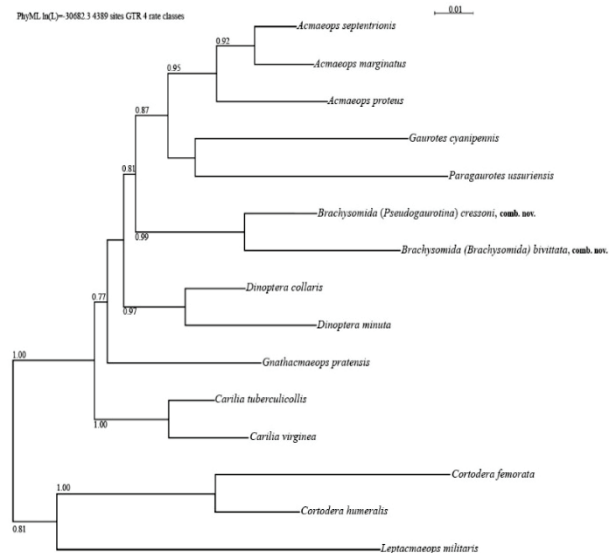 PhyML ln(L)=-30682.3 4389 sites GTR 4 rate classes
0.01
Acmaeops septentrionis
0.92
Acmaeops marginatus
0.95
Acmaeops proteus
0.87
Gaurotes cyanipennis
0.81
Paragaurotes ussuriensis
Brachysomida (Pseudogaurotina) cressoni, comb. nov.
0.99
Brachysomida (Brachysomida) bivittata, comb. nov.
Dinoptera collaris
0.77
0.97
Dinoptera minuta
1.00
Gnathacmaeops pratensis
Carilia tuberculicollis
1.00
Carilia virginea
Cortodera femorata
1.00
Cortodera humeralis
0.81
Leptacmaeops militaris